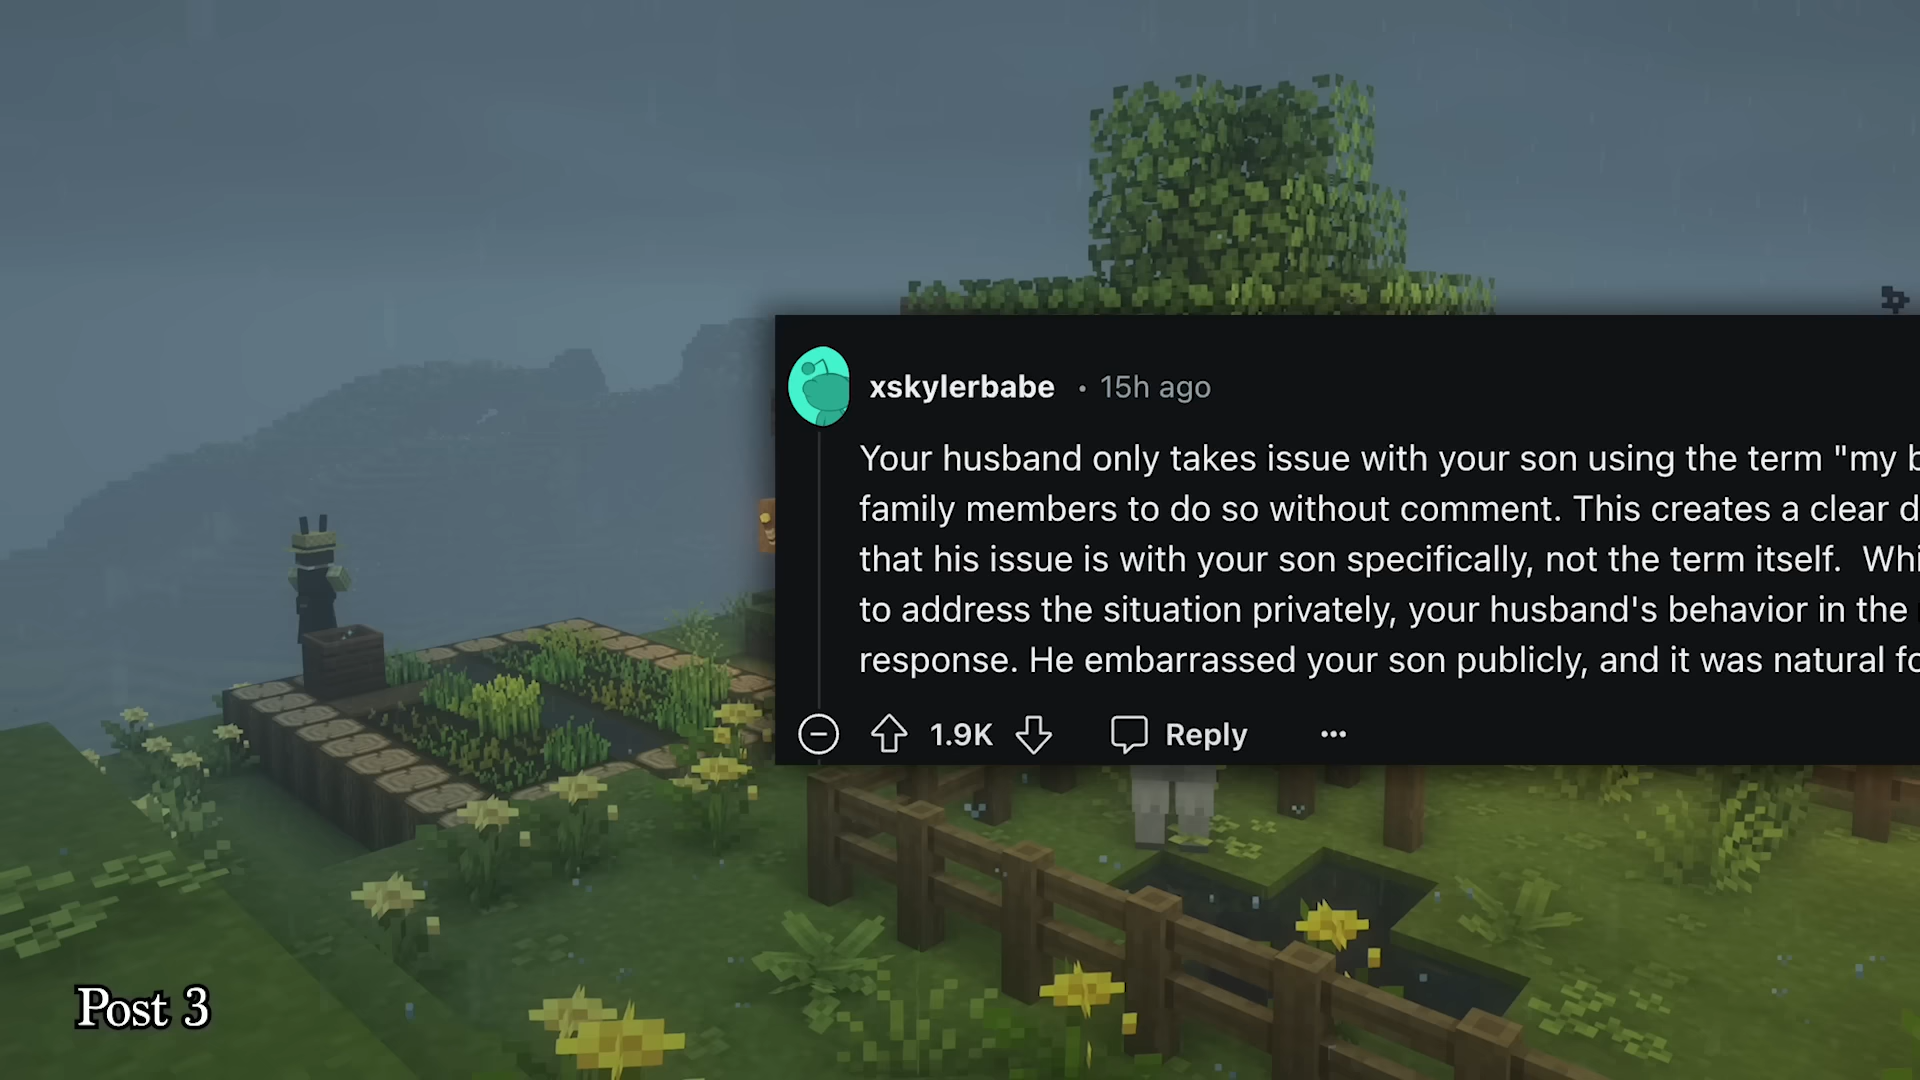 xskylerbabe • 15h ago
Your husband only takes issue with your son using the term "my
family members to do so without comment. This creates a clear
that his issue is with your son specifically, not the term itself.
to address the situation privately, your husband's behavior in the
response. He embarrassed your son publicly, and it was natural
1.9K Reply ...
Post 3